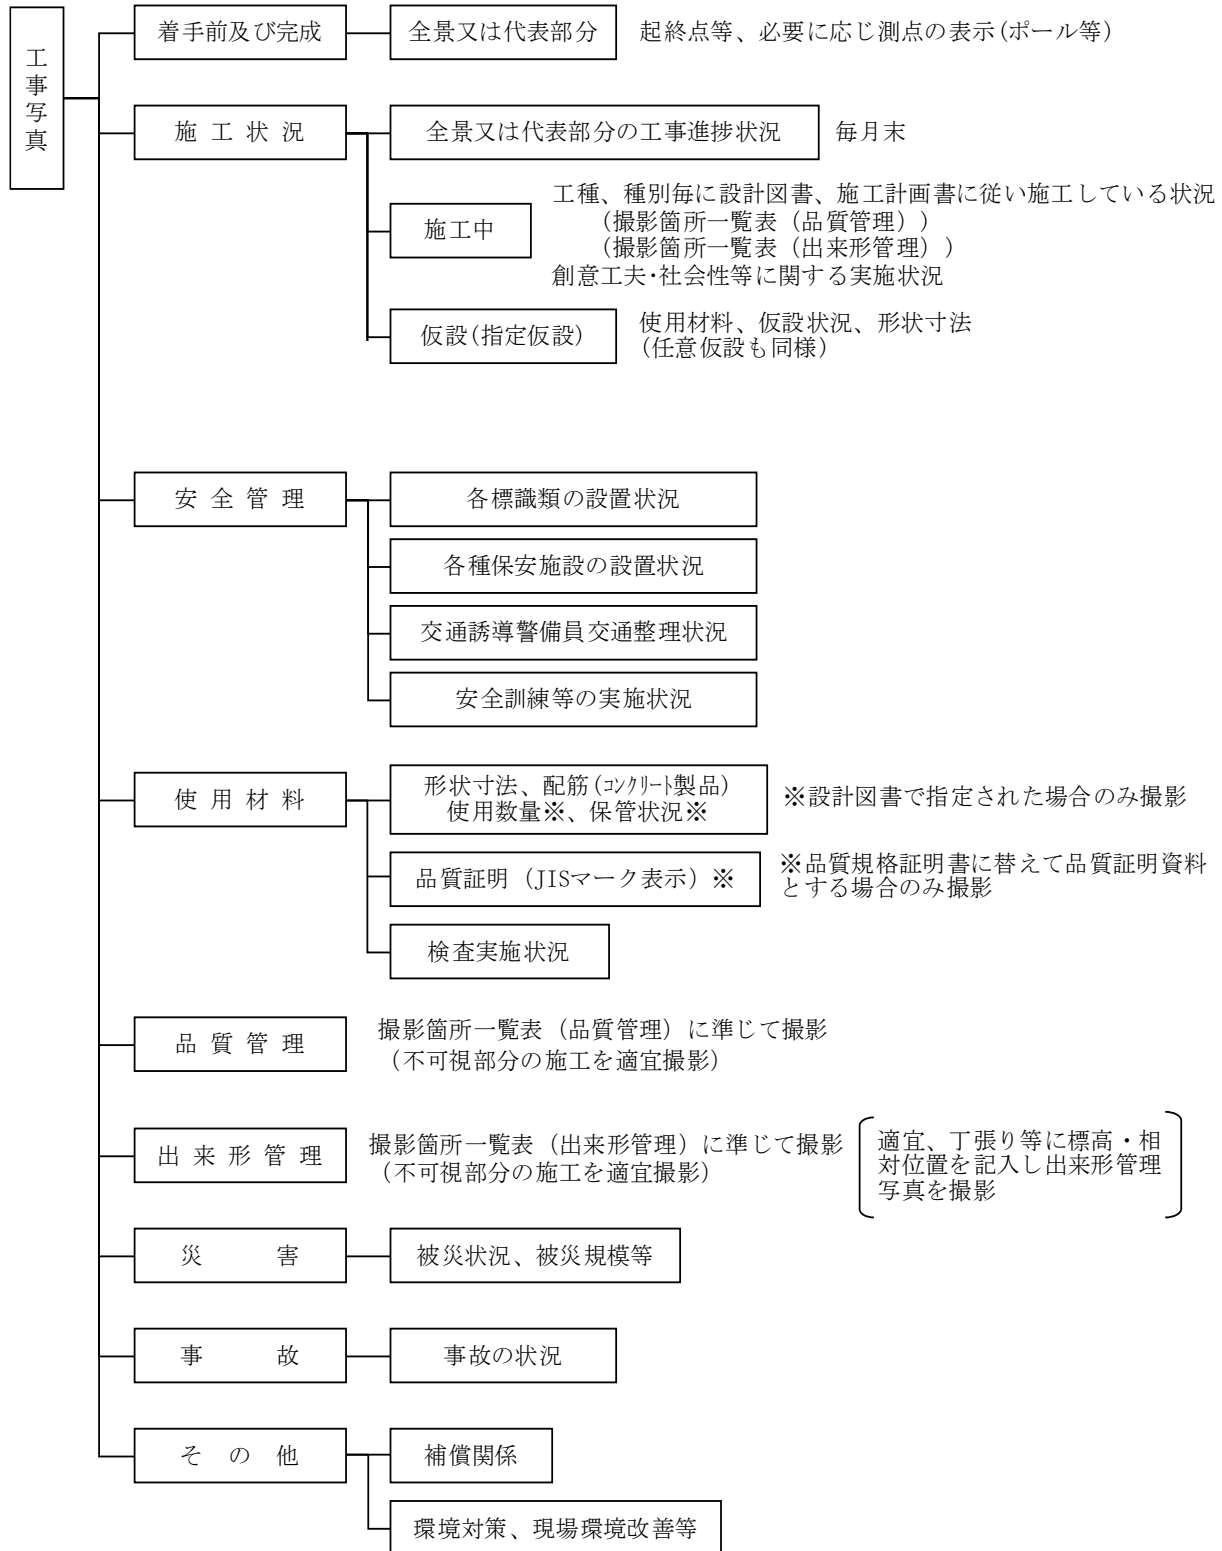 工事写真
着手前及び完成
全景又は代表部分
起終点等、必要に応じ測点の表示(ポール等)
施工状況
全景又は代表部分の工事進捗状況
毎月末
施工中
工種、種別毎に設計図書、施工計画書に従い施工している状況
（撮影箇所一覧表（品質管理））
（撮影箇所一覧表（出来形管理））
創意工夫･社会性等に関する実施状況
仮設(指定仮設)
使用材料、仮設状況、形状寸法
（任意仮設も同様）
安全管理
各標識類の設置状況
各種保安施設の設置状況
交通誘導警備員交通整理状況
安全訓練等の実施状況
使用材料
形状寸法、配筋(ｺﾝｸﾘｰﾄ製品)
使用数量※、保管状況※
※設計図書で指定された場合のみ撮影
品質証明（JISマーク表示）※
※品質規格証明書に替えて品質証明資料
とする場合のみ撮影
検査実施状況
品質管理
撮影箇所一覧表（品質管理）に準じて撮影
（不可視部分の施工を適宜撮影）
出来形管理
撮影箇所一覧表（出来形管理）に準じて撮影
（不可視部分の施工を適宜撮影）
適宜、丁張り等に標高・相
対位置を記入し出来形管理
写真を撮影
災害
被災状況、被災規模等
事故
事故の状況
その他
補償関係
環境対策、現場環境改善等